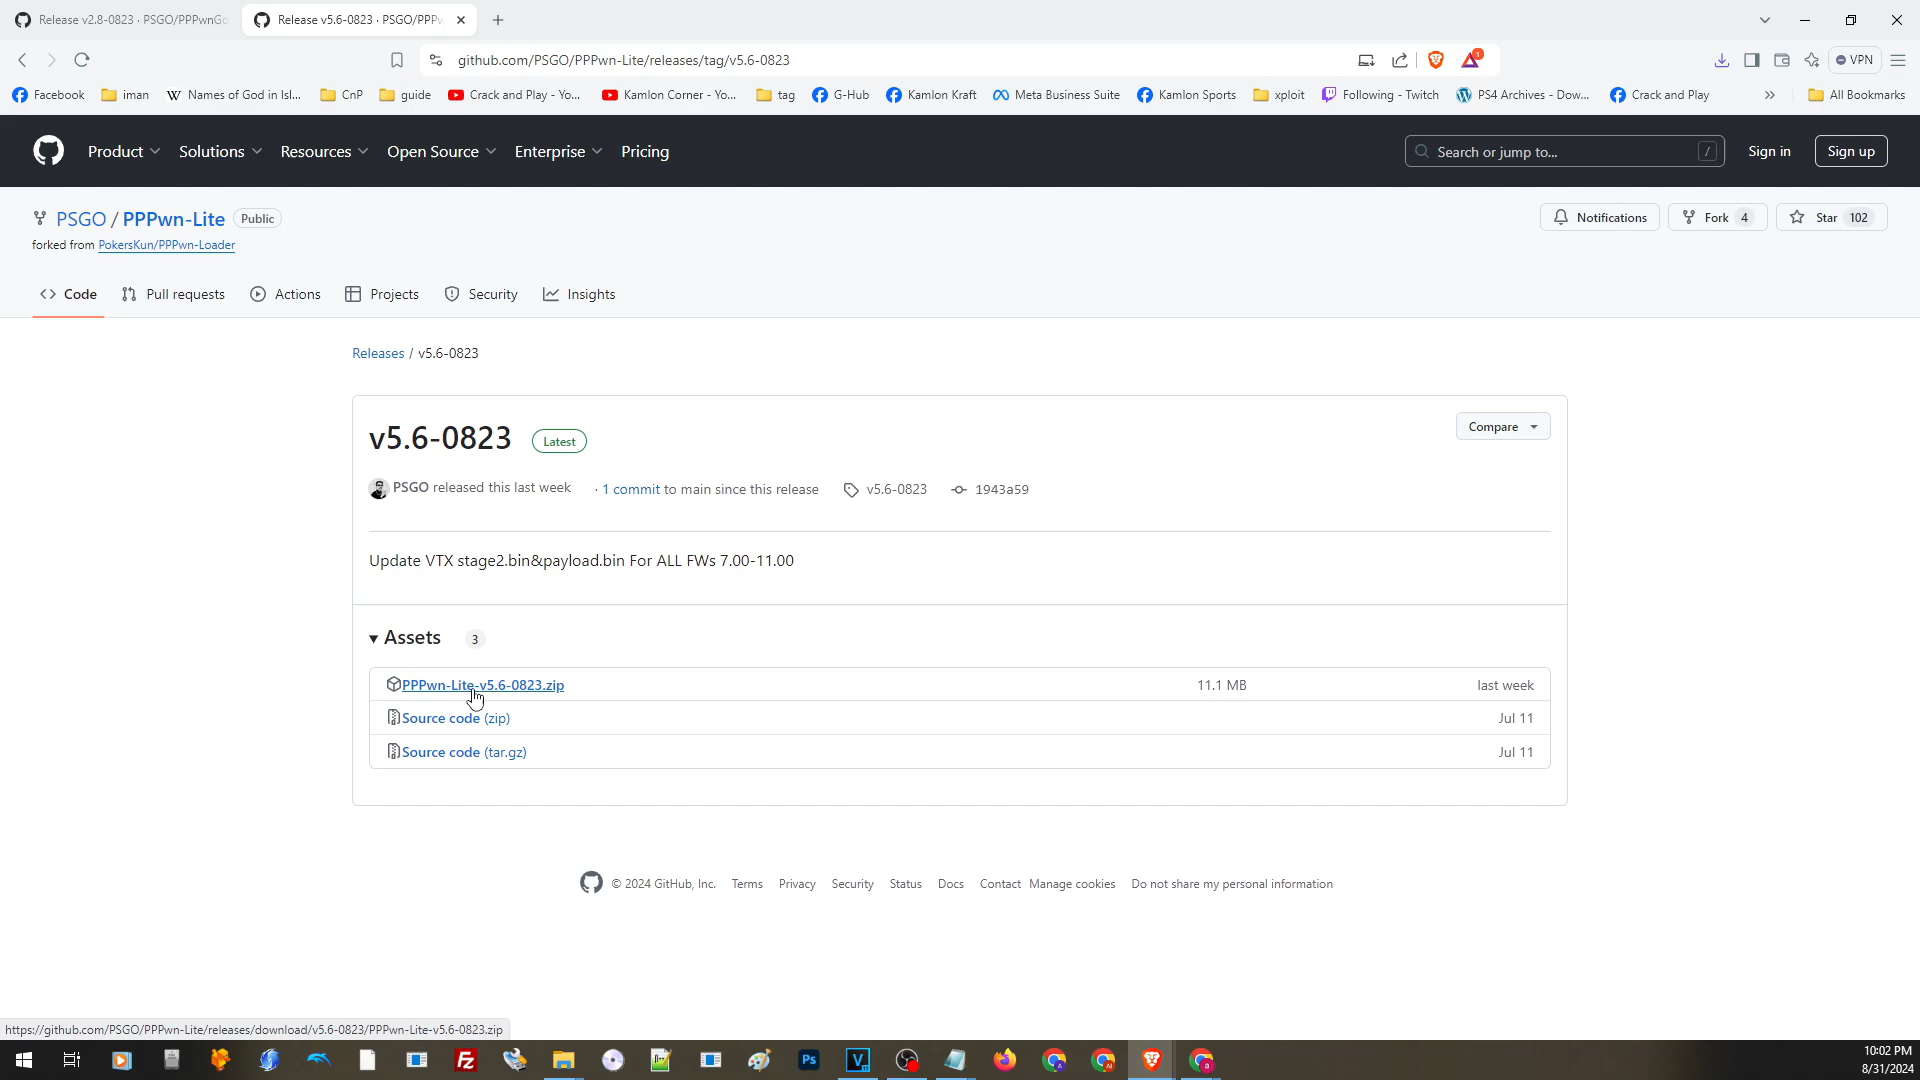 Release v2.8-0823 · PSGO/PPPwnGo
Release v5.6-0823 · PSGO/PPPw
github.com/PSGO/PPPwn-Lite/releases/tag/v5.6-0823
1
VPN
Facebook
iman
Names of God in Isl...
CnP
guide
Crack and Play - Yo...
Kamlon Corner - Yo...
tag
G-Hub
Kamlon Kraft
Meta Business Suite
Kamlon Sports
xploit
Following - Twitch
PS4 Archives - Dow...
Crack and Play
»
All Bookmarks
Product
Solutions
Resources
Open Source
Enterprise
Pricing
Search or jump to...
/
Sign in
Sign up
PSGO / PPPwn-Lite Public
Notifications
Fork 4
Star 102
forked from PokersKun/PPPwn-Loader
Code
Pull requests
Actions
Projects
Security
Insights
Releases / v5.6-0823
v5.6-0823 Latest
Compare
PSGO released this last week · 1 commit to main since this release v5.6-0823 1943a59
Update VTX stage2.bin&payload.bin For ALL FWs 7.00-11.00
Assets 3
PPPwn-Lite-v5.6-0823.zip 11.1 MB last week
Source code (zip) Jul 11
Source code (tar.gz) Jul 11
© 2024 GitHub, Inc. Terms Privacy Security Status Docs Contact Manage cookies Do not share my personal information
https://github.com/PSGO/PPPwn-Lite/releases/download/v5.6-0823/PPPwn-Lite-v5.6-0823.zip
Fz
Ps
V
10:02 PM
8/31/2024